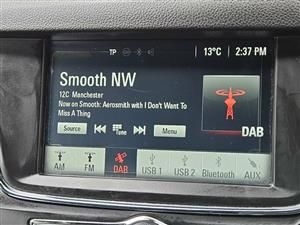 TP 13°C 2:37 PM
Smooth NW
12C Manchester
Now on Smooth: Aerosmith with I Don't Want To
Miss A Thing
Source Tune Menu
DAB
AM FM DAB USB 1 USB 2 Bluetooth AUX